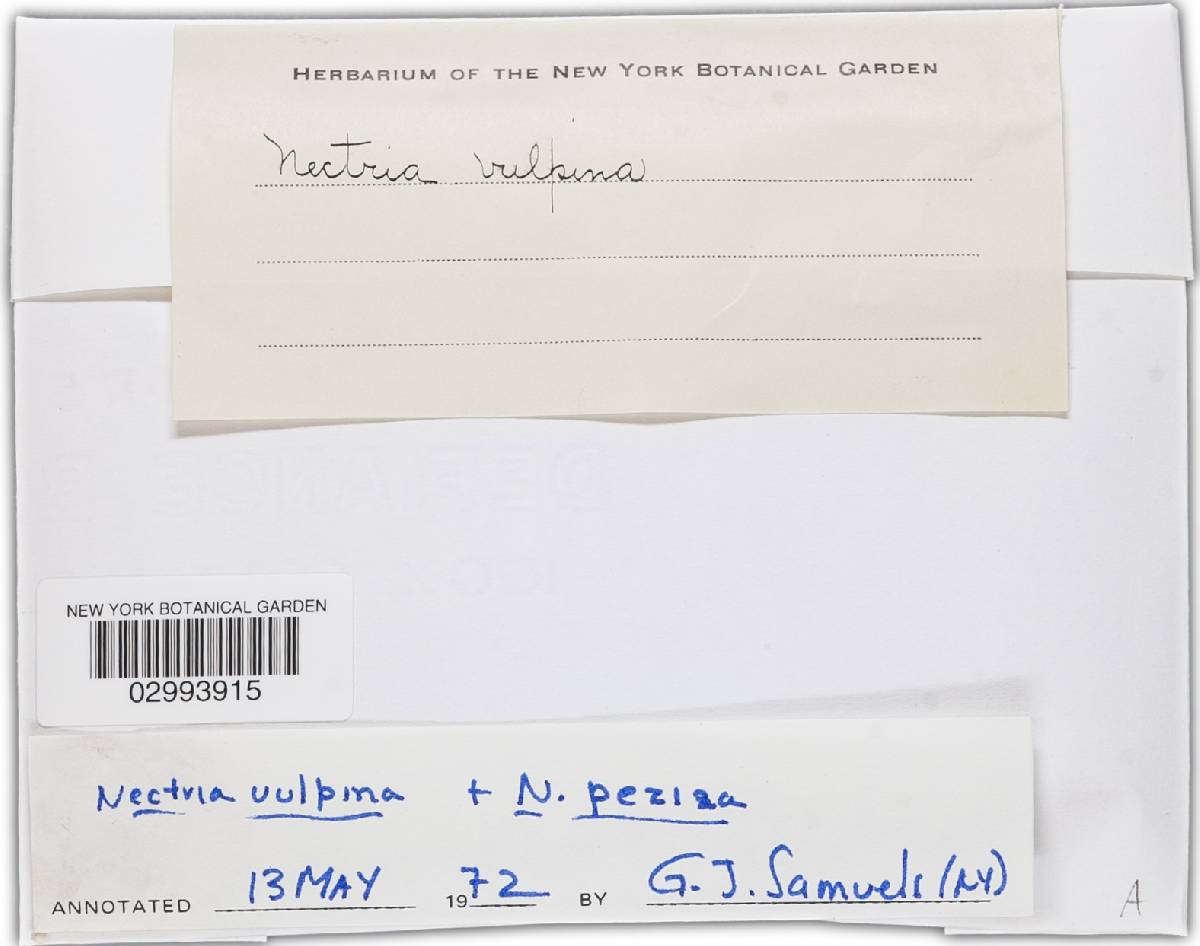 HERBARIUM OF THE NEW YORK BOTANICAL GARDEN
Nectria vulpina
NEW YORK BOTANICAL GARDEN
02993915
Nectria vulpina + N. peziza
ANNOTATED 13 MAY 1972 BY G. J. Samuels (NY)
A